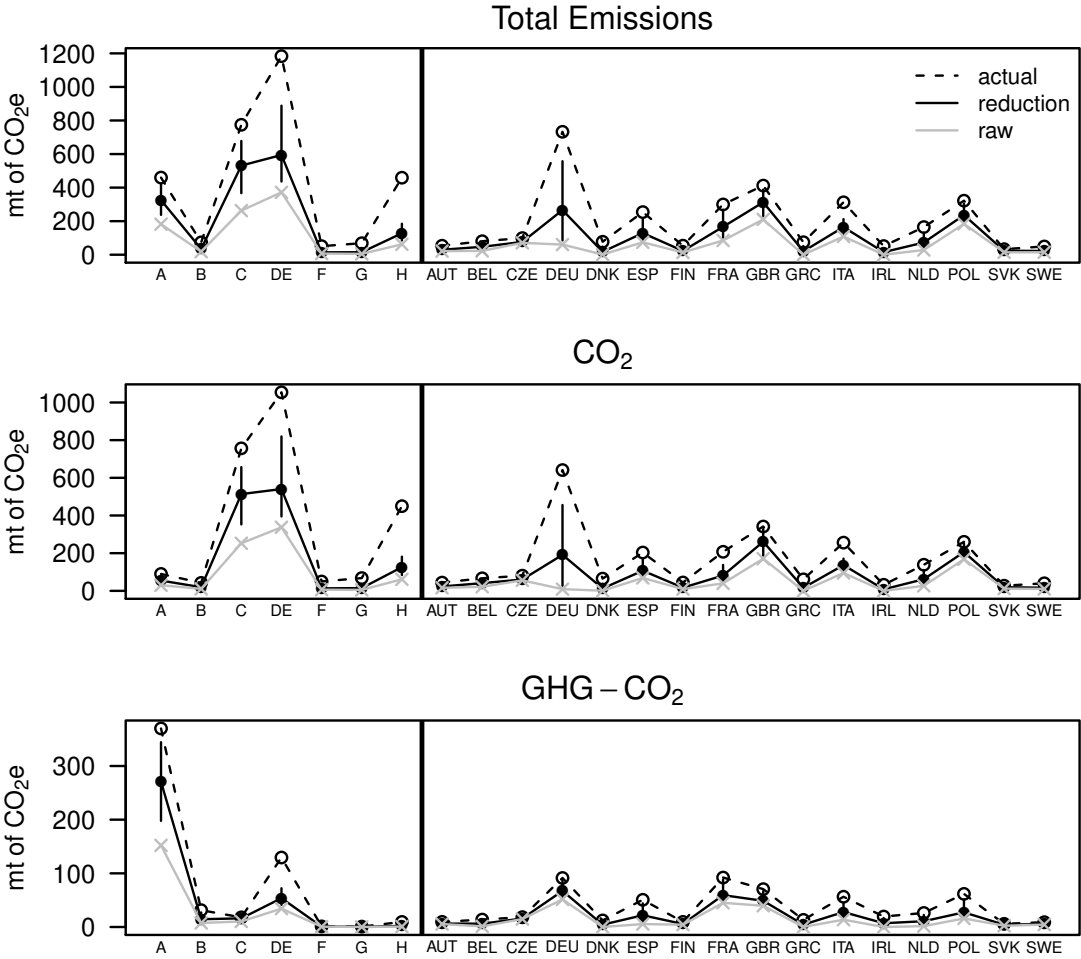 Total Emissions
mt of CO₂e
1200
1000
800
600
400
200
0
actual
reduction
raw
A B C DE F G H AUT BEL CZE DEU DNK ESP FIN FRA GBR GRC ITA IRL NLD POL SVK SWE
CO₂
mt of CO₂e
1000
800
600
400
200
0
A B C DE F G H AUT BEL CZE DEU DNK ESP FIN FRA GBR GRC ITA IRL NLD POL SVK SWE
GHG − CO₂
mt of CO₂e
300
200
100
0
A B C DE F G H AUT BEL CZE DEU DNK ESP FIN FRA GBR GRC ITA IRL NLD POL SVK SWE